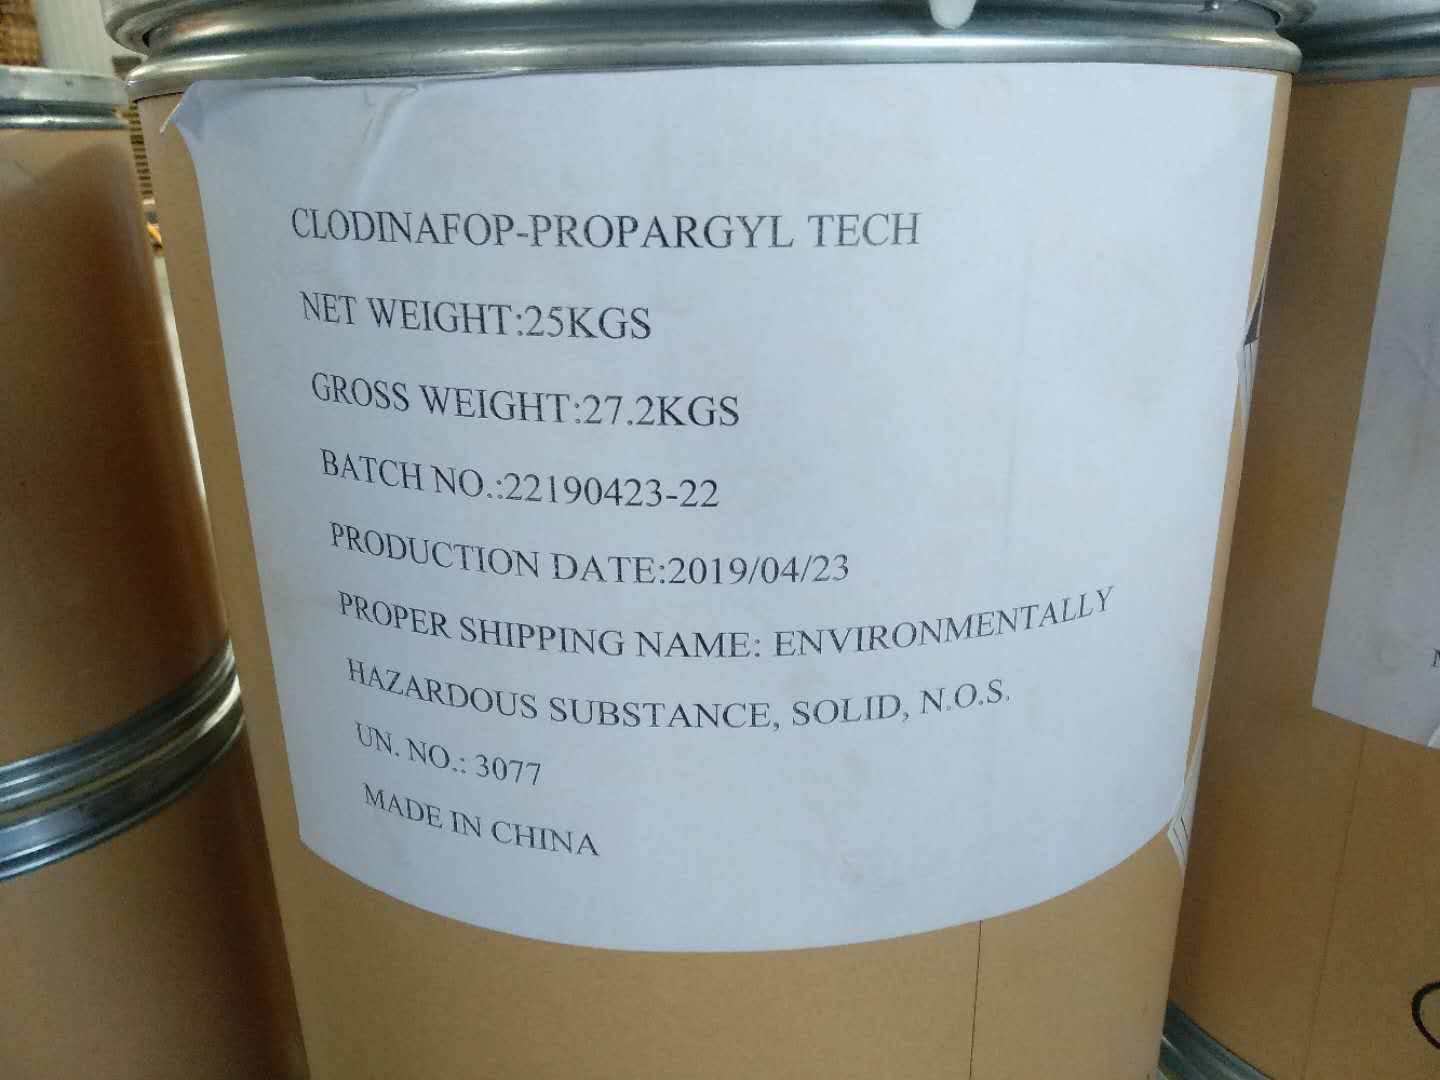 CLODINAFOP-PROPARGYL TECH
NET WEIGHT:25KGS
GROSS WEIGHT:27.2KGS
BATCH NO.:22190423-22
PRODUCTION DATE:2019/04/23
PROPER SHIPPING NAME: ENVIRONMENTALLY
HAZARDOUS SUBSTANCE, SOLID, N.O.S.
UN. NO.: 3077
MADE IN CHINA